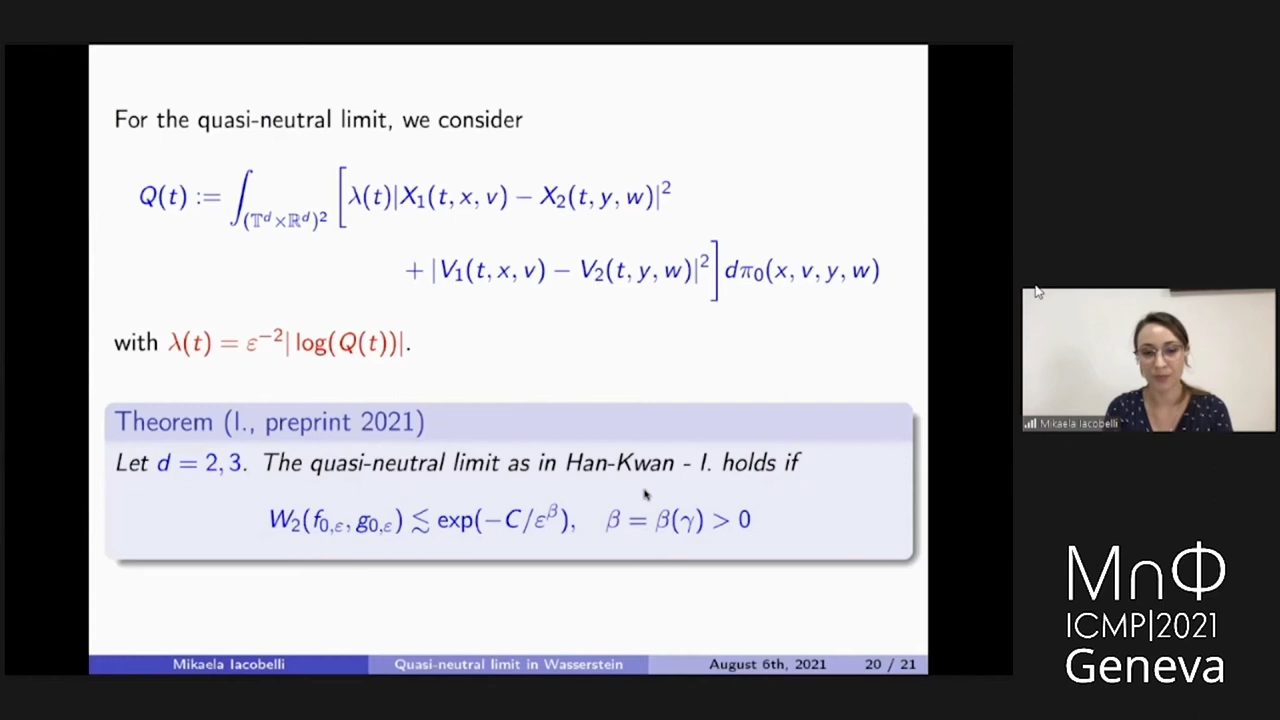 For the quasi-neutral limit, we consider
Q(t) := ∫_{(𝕋^d×ℝ^d)^2} [λ(t)|X_1(t, x, v) − X_2(t, y, w)|^2
+ |V_1(t, x, v) − V_2(t, y, w)|^2] dπ_0(x, v, y, w)
with λ(t) = ε^{−2}|log(Q(t))|.
Theorem (I., preprint 2021)
Let d = 2, 3. The quasi-neutral limit as in Han-Kwan - I. holds if
W_2(f_{0,ε}, g_{0,ε}) ≲ exp(−C/ε^β), β = β(γ) > 0
Mikaela Iacobelli Quasi-neutral limit in Wasserstein August 6th, 2021 20 / 21
Mikaela Iacobelli
M∩Φ
ICMP|2021
Geneva